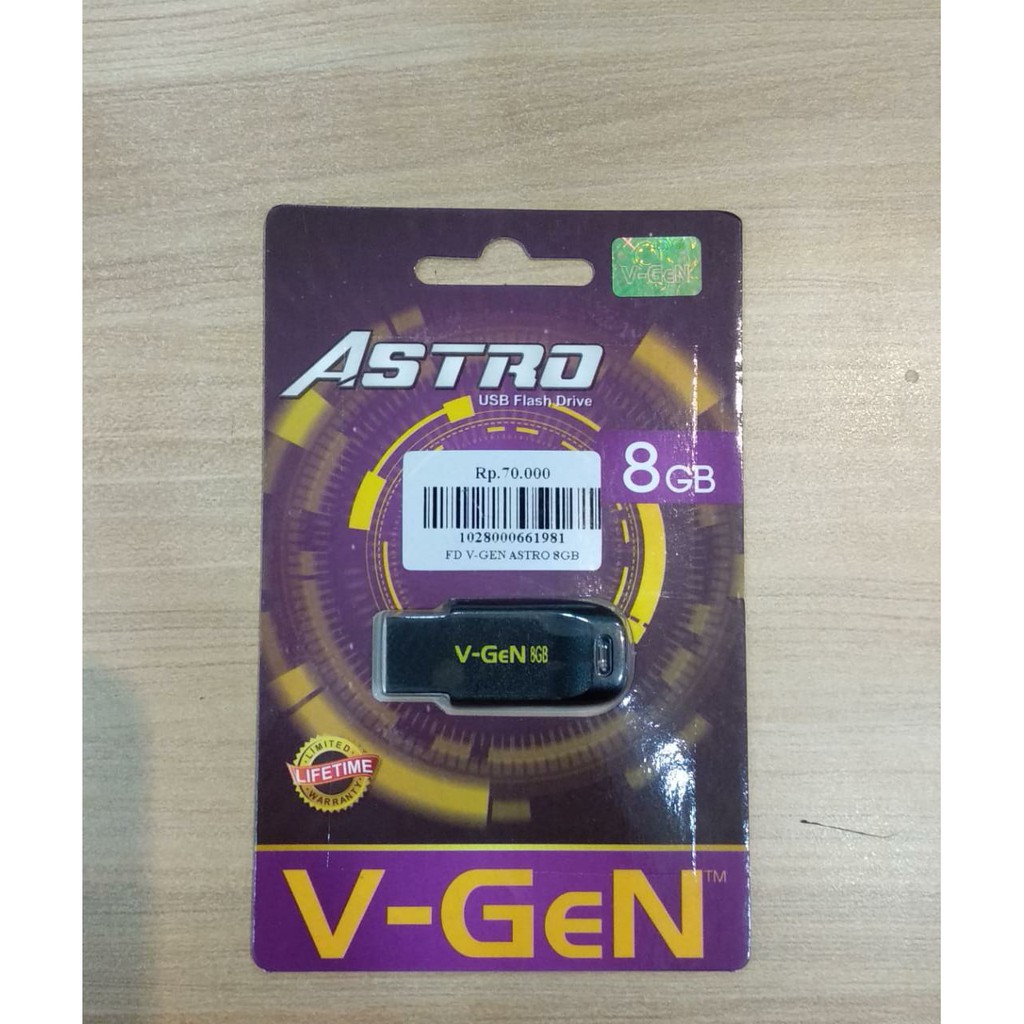 V-GeN
ASTRO
USB Flash Drive
8GB
Rp.70.000
1028000661981
FD V-GEN ASTRO 8GB
V-GeN 8GB
LIMITED
LIFETIME
WARRANTY
V-GeN™